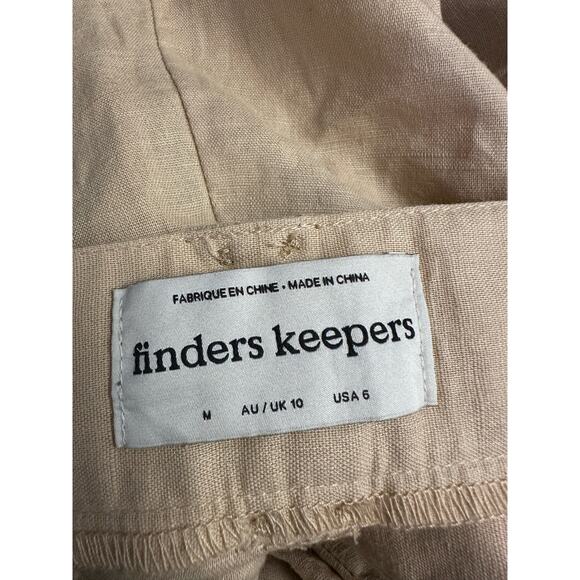 FABRIQUE EN CHINE • MADE IN CHINA
finders keepers
M AU / UK 10 USA 6